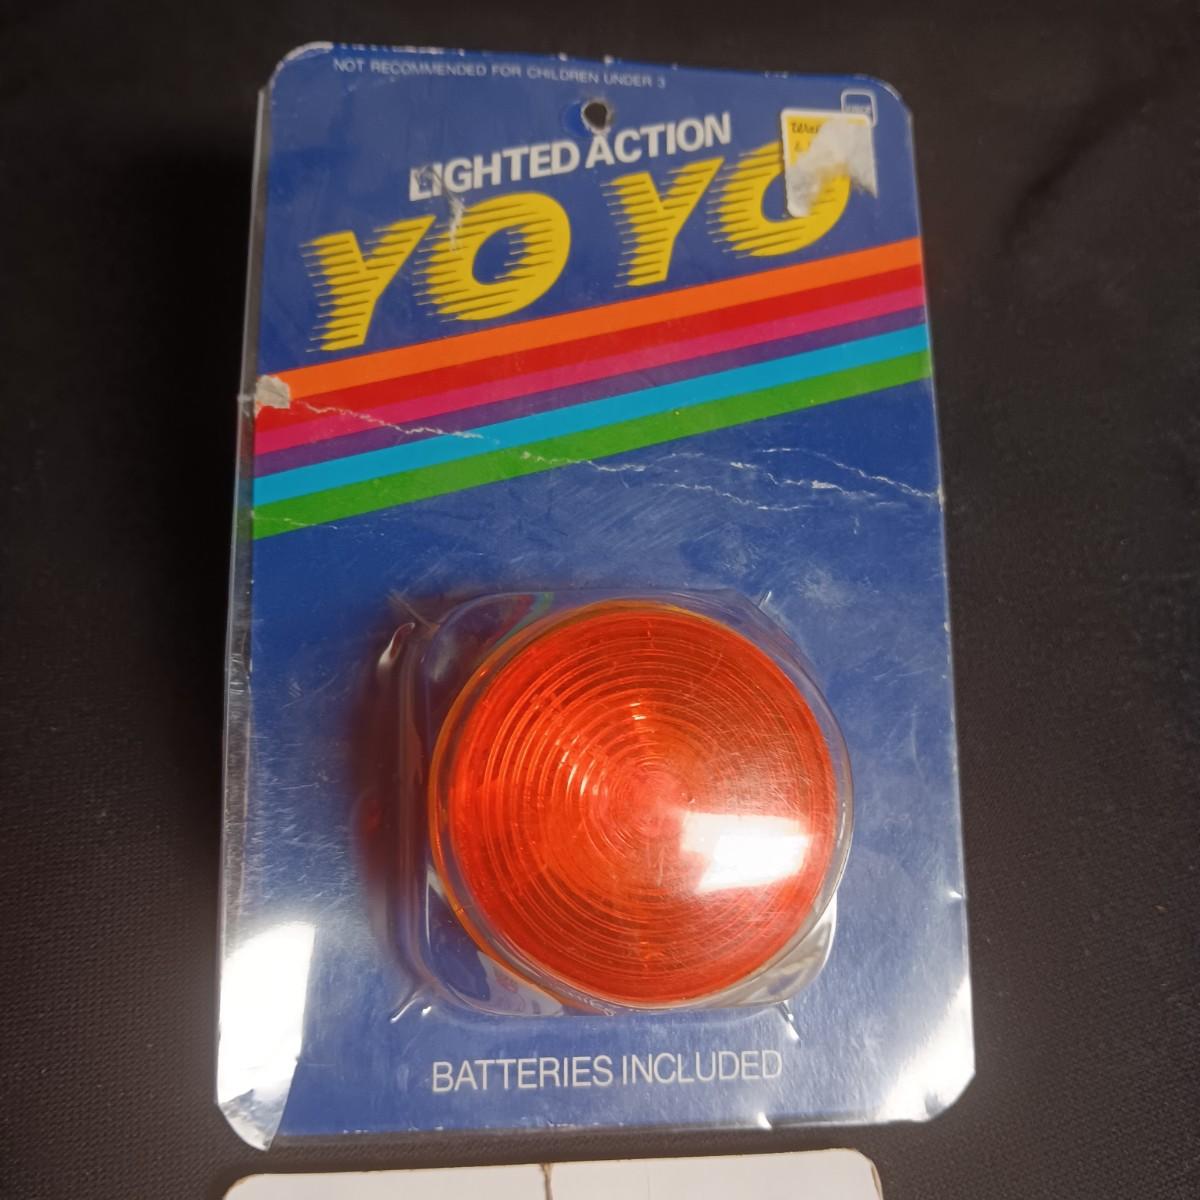 NOT RECOMMENDED FOR CHILDREN UNDER 3
LIGHTED ACTION
YO YO
BATTERIES INCLUDED